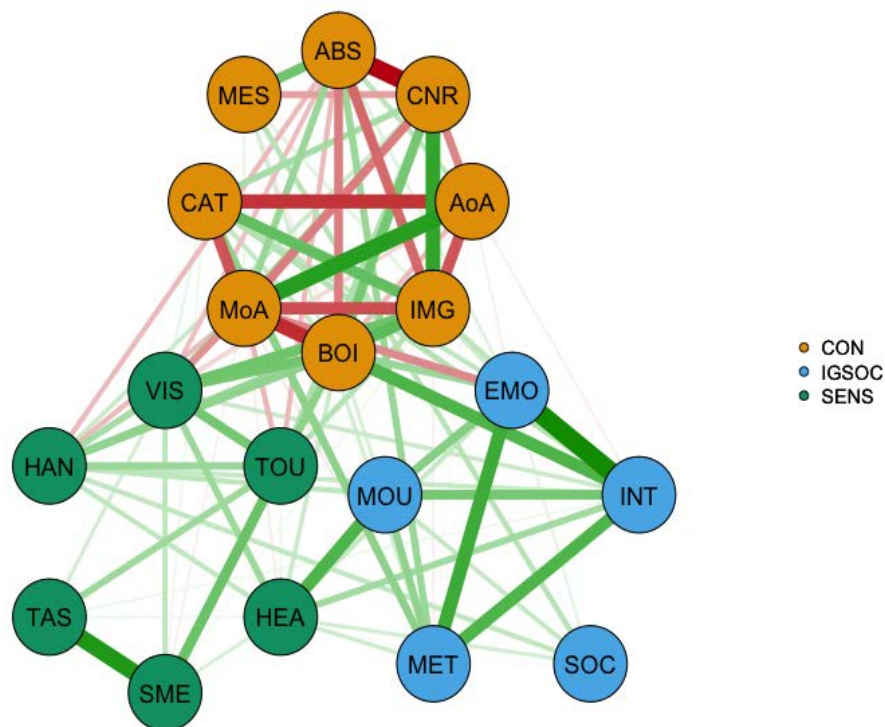 ABS
MES
CNR
CAT
AoA
MoA
IMG
BOI
VIS
EMO
HAN
TOU
MOU
INT
TAS
HEA
MET
SOC
SME
CON
IGSOC
SENS